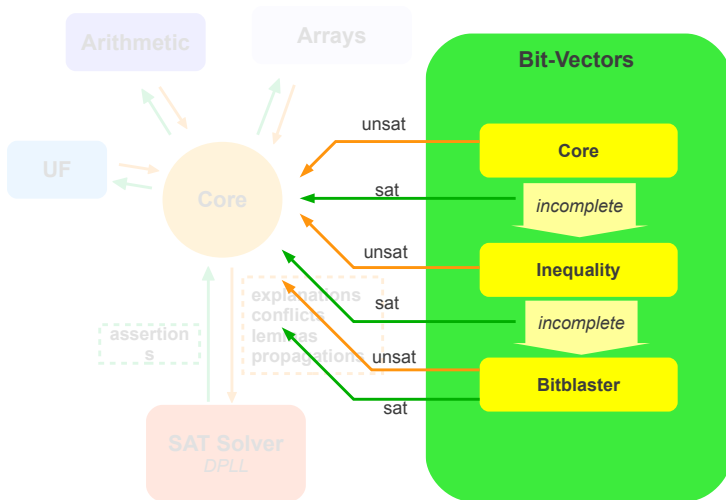 Arithmetic
Arrays
Bit-Vectors
unsat
Core
UF
Core
sat
incomplete
unsat
Inequality
sat
explanations
conflicts
lemmas
propagations
assertion
s
incomplete
unsat
Bitblaster
sat
SAT Solver
DPLL